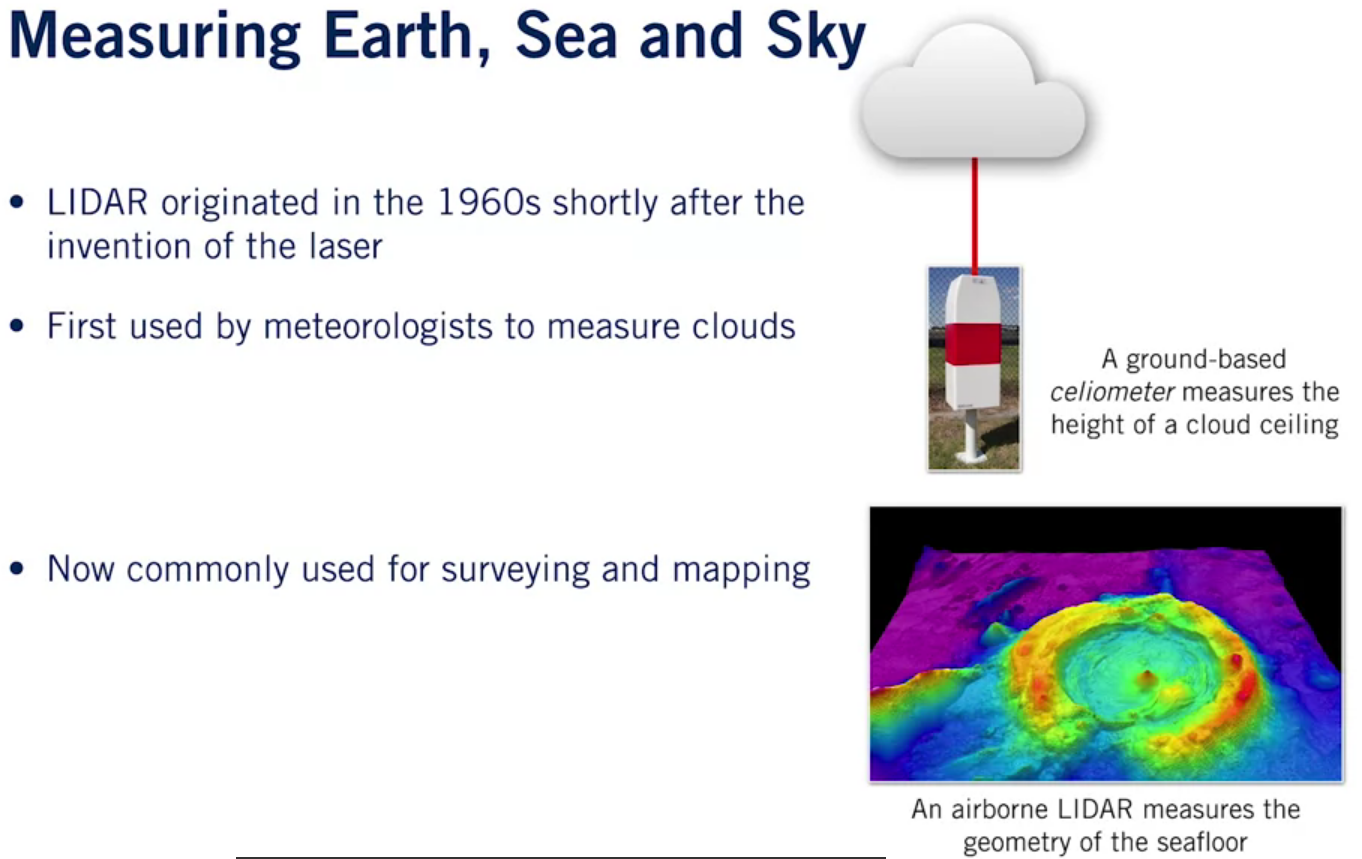 Measuring Earth, Sea and Sky
• LIDAR originated in the 1960s shortly after the
invention of the laser
• First used by meteorologists to measure clouds
A ground-based
celiometer measures the
height of a cloud ceiling
• Now commonly used for surveying and mapping
An airborne LIDAR measures the
geometry of the seafloor